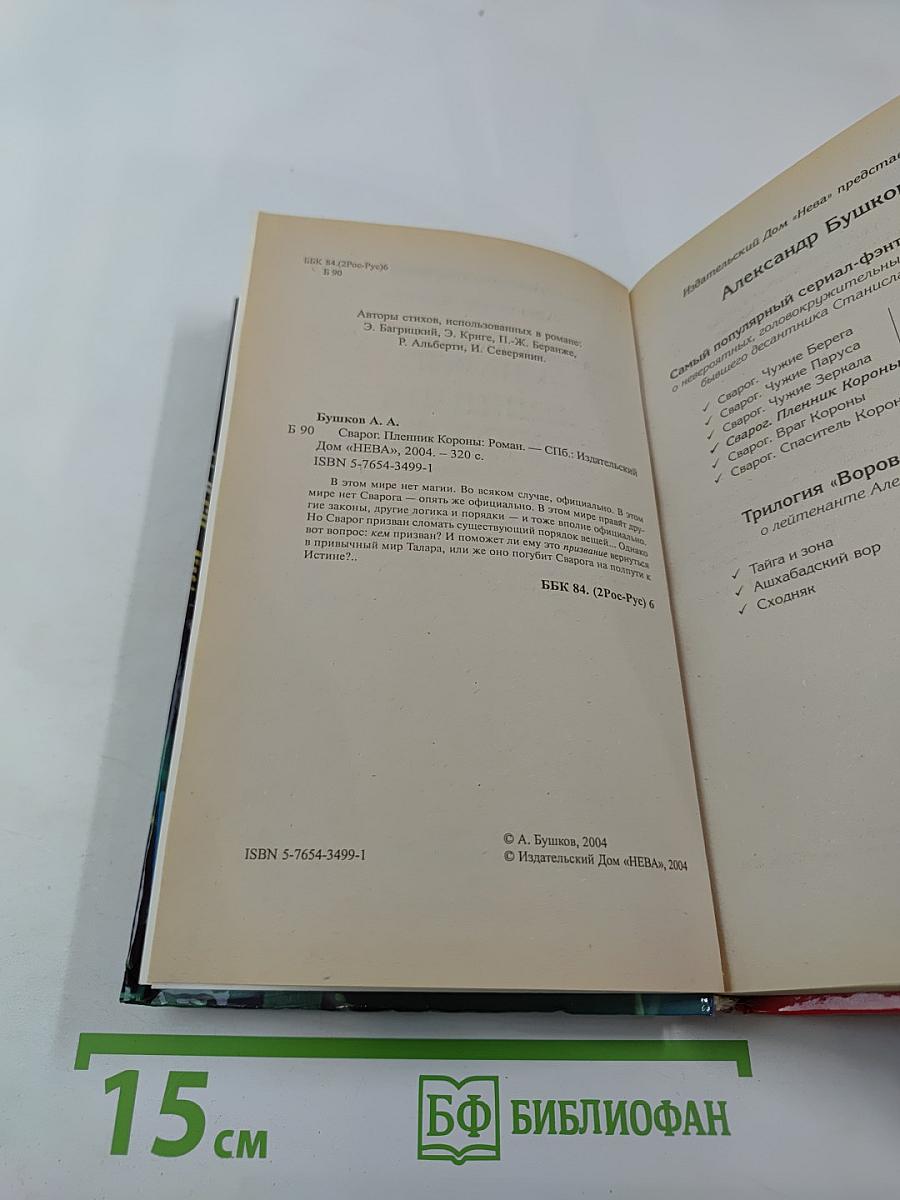 ББК 84.(2Рос-Рус)6
Б 90
Авторы стихов, использованных в романе:
Э. Багрицкий, Э. Криге, П.-Ж. Беранже,
Р. Альберти, И. Северянин.
Бушков А. А.
Б 90 Сварог. Пленник Короны: Роман. — СПб.: Издательский
Дом «НЕВА», 2004. – 320 с.
ISBN 5-7654-3499-1
В этом мире нет магии. Во всяком случае, официально. В этом
мире нет Сварога — опять же официально. В этом мире правят дру-
гие законы, другие логика и порядки — и тоже вполне официально.
Но Сварог призван сломать существующий порядок вещей... Однако
вот вопрос: кем призван? И поможет ли ему это призвание вернуться
в привычный мир Талара, или же оно погубит Сварога на полпути к
Истине?..
ББК 84. (2Рос-Рус) 6
ISBN 5-7654-3499-1
© А. Бушков, 2004
© Издательский Дом «НЕВА», 2004
Издательский Дом «Нева» представ
Александр Бушков
Самый популярный сериал-фэнт
о невероятных, головокружительны
бывшего десантника Станисла
✓ Сварог. Чужие Берега
✓ Сварог. Чужие Паруса
✓ Сварог. Чужие Зеркала
✓ Сварог. Пленник Короны
✓ Сварог. Враг Короны
✓ Сварог. Спаситель Корон
Трилогия «Воров
о лейтенанте Але
✓ Тайга и зона
✓ Ашхабадский вор
✓ Сходняк
15 см
БФ БИБЛИОФАН